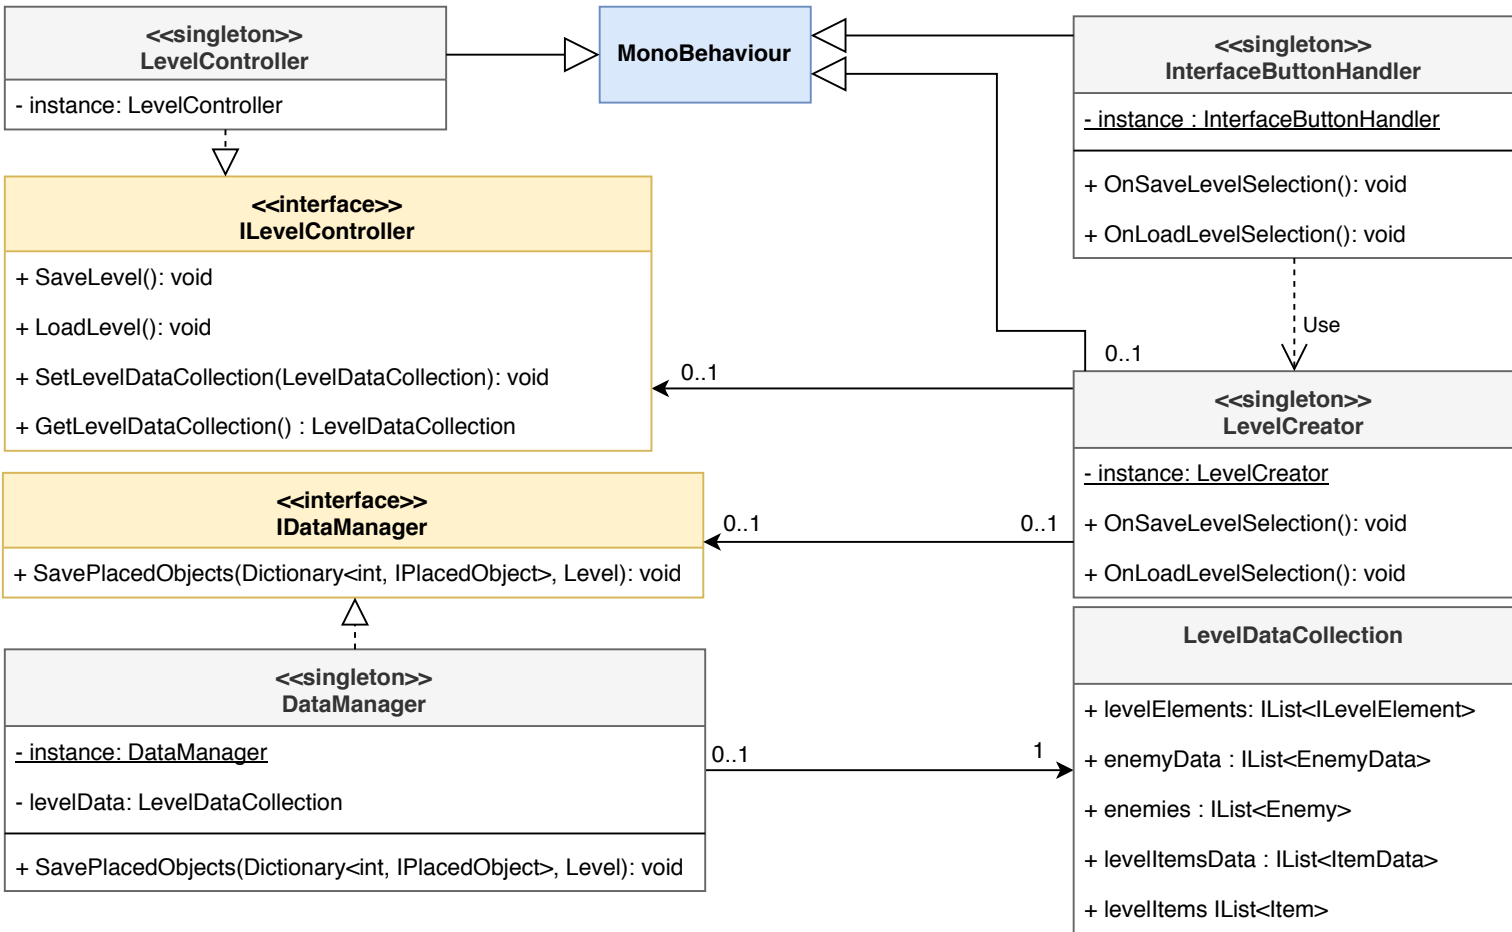 <<singleton>>
LevelController
- instance: LevelController
MonoBehaviour
<<singleton>>
InterfaceButtonHandler
- instance : InterfaceButtonHandler
+ OnSaveLevelSelection(): void
+ OnLoadLevelSelection(): void
<<interface>>
ILevelController
+ SaveLevel(): void
+ LoadLevel(): void
+ SetLevelDataCollection(LevelDataCollection): void
+ GetLevelDataCollection() : LevelDataCollection
Use
0..1
0..1
<<singleton>>
LevelCreator
- instance: LevelCreator
+ OnSaveLevelSelection(): void
+ OnLoadLevelSelection(): void
<<interface>>
IDataManager
+ SavePlacedObjects(Dictionary<int, IPlacedObject>, Level): void
0..1
0..1
<<singleton>>
DataManager
- instance: DataManager
- levelData: LevelDataCollection
+ SavePlacedObjects(Dictionary<int, IPlacedObject>, Level): void
0..1
1
LevelDataCollection
+ levelElements: IList<ILevelElement>
+ enemyData : IList<EnemyData>
+ enemies : IList<Enemy>
+ levelItemsData : IList<ItemData>
+ levelItems IList<Item>